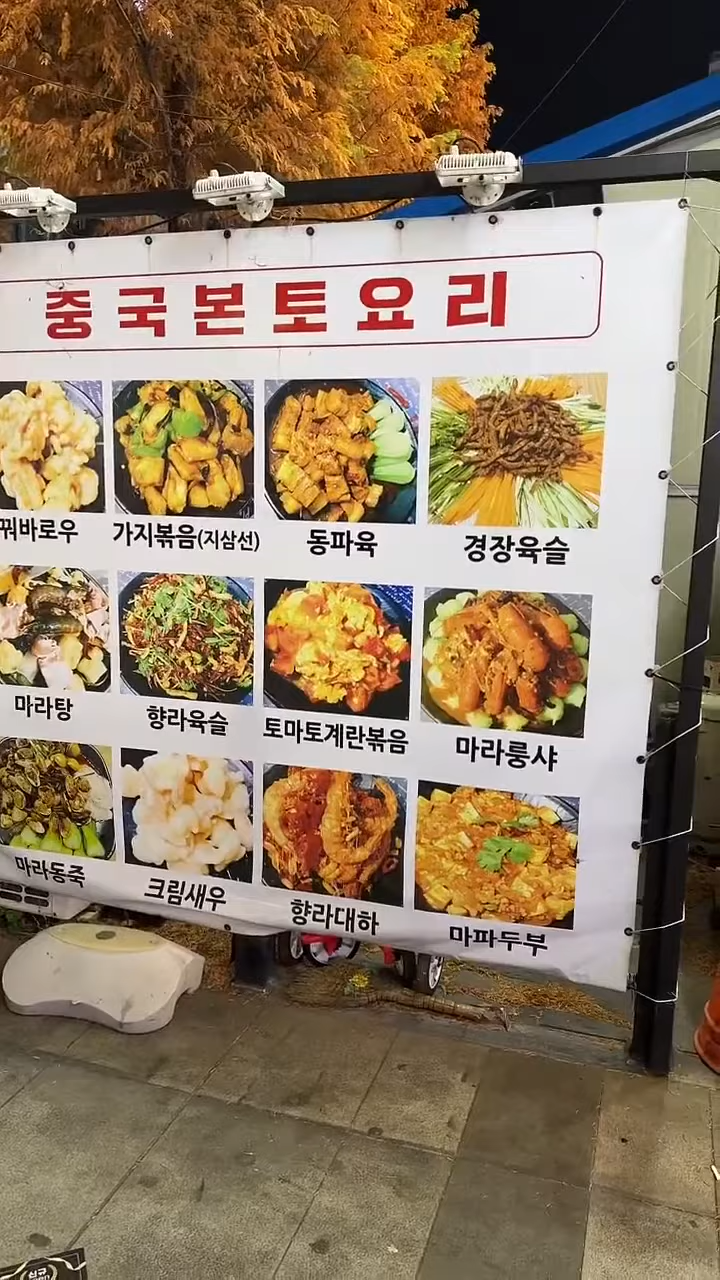 중국본토요리
꿔바로우 가지볶음(지삼선) 동파육 경장육슬
마라탕 향라육슬 토마토계란볶음 마라룽샤
마라동죽 크림새우 향라대하 마파두부
신규